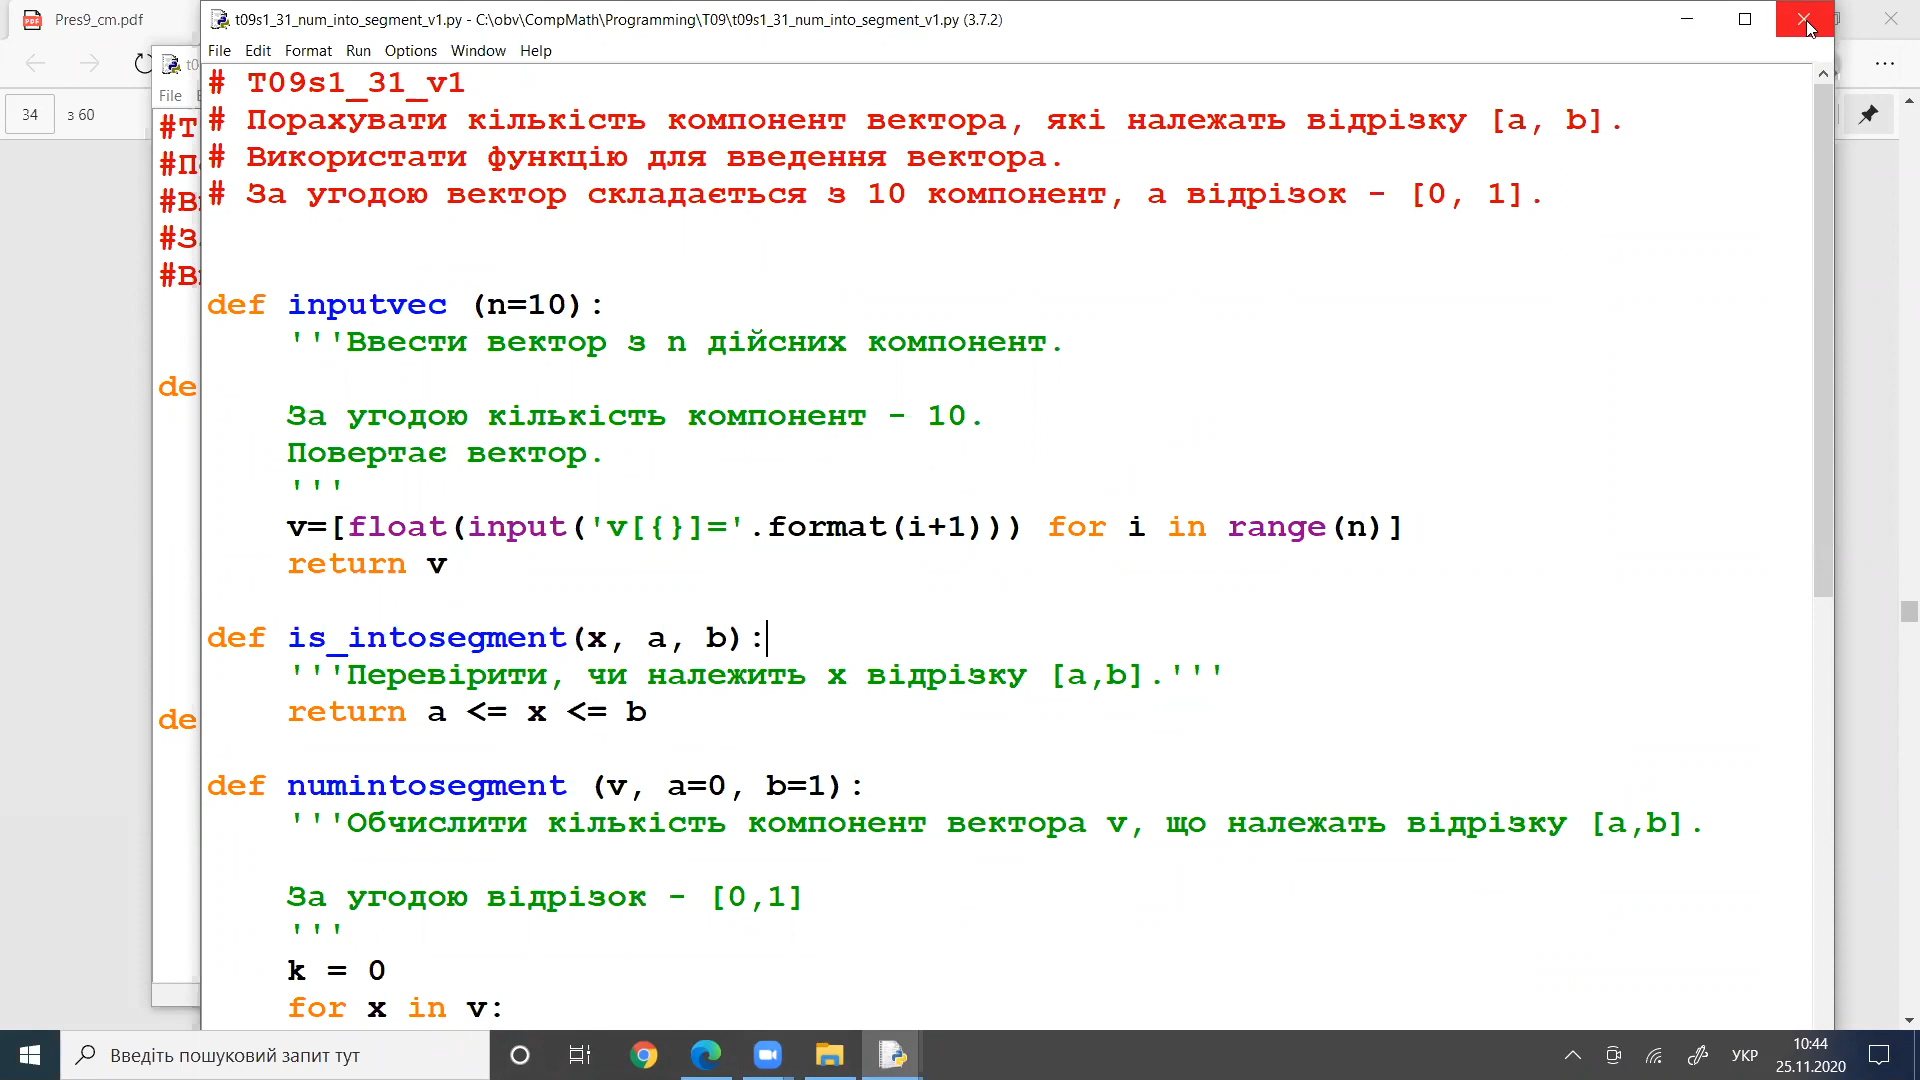 Pres9_cm.pdf
t09s1_31_num_into_segment_v1.py - C:\obv\CompMath\Programming\T09\t09s1_31_num_into_segment_v1.py (3.7.2)
File Edit Format Run Options Window Help
34 з 60
File
# T09s1_31_v1
# Порахувати кількість компонент вектора, які належать відрізку [a, b].
# Використати функцію для введення вектора.
# За угодою вектор складається з 10 компонент, а відрізок - [0, 1].
def inputvec (n=10):
'''Ввести вектор з n дійсних компонент.
За угодою кількість компонент - 10.
Повертає вектор.
'''
v=[float(input('v[{}]='.format(i+1))) for i in range(n)]
return v
def is_intosegment(x, a, b):
'''Перевірити, чи належить x відрізку [a,b].'''
return a <= x <= b
def numintosegment (v, a=0, b=1):
'''Обчислити кількість компонент вектора v, що належать відрізку [a,b].
За угодою відрізок - [0,1]
'''
k = 0
for x in v:
Введіть пошуковий запит тут
УКР
10:44
25.11.2020